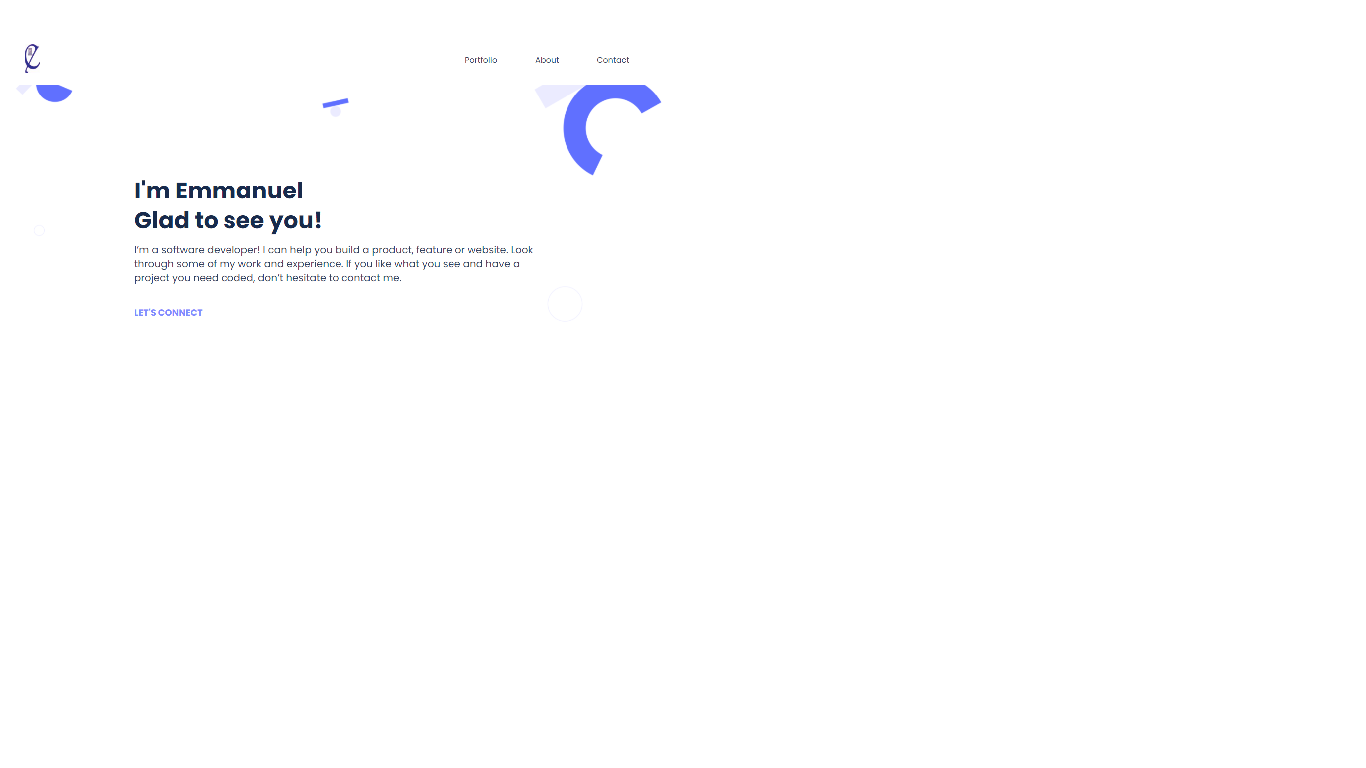 Portfolio About Contact
I'm Emmanuel
Glad to see you!
I’m a software developer! I can help you build a product, feature or website. Look
through some of my work and experience. If you like what you see and have a
project you need coded, don’t hesitate to contact me.
LET'S CONNECT